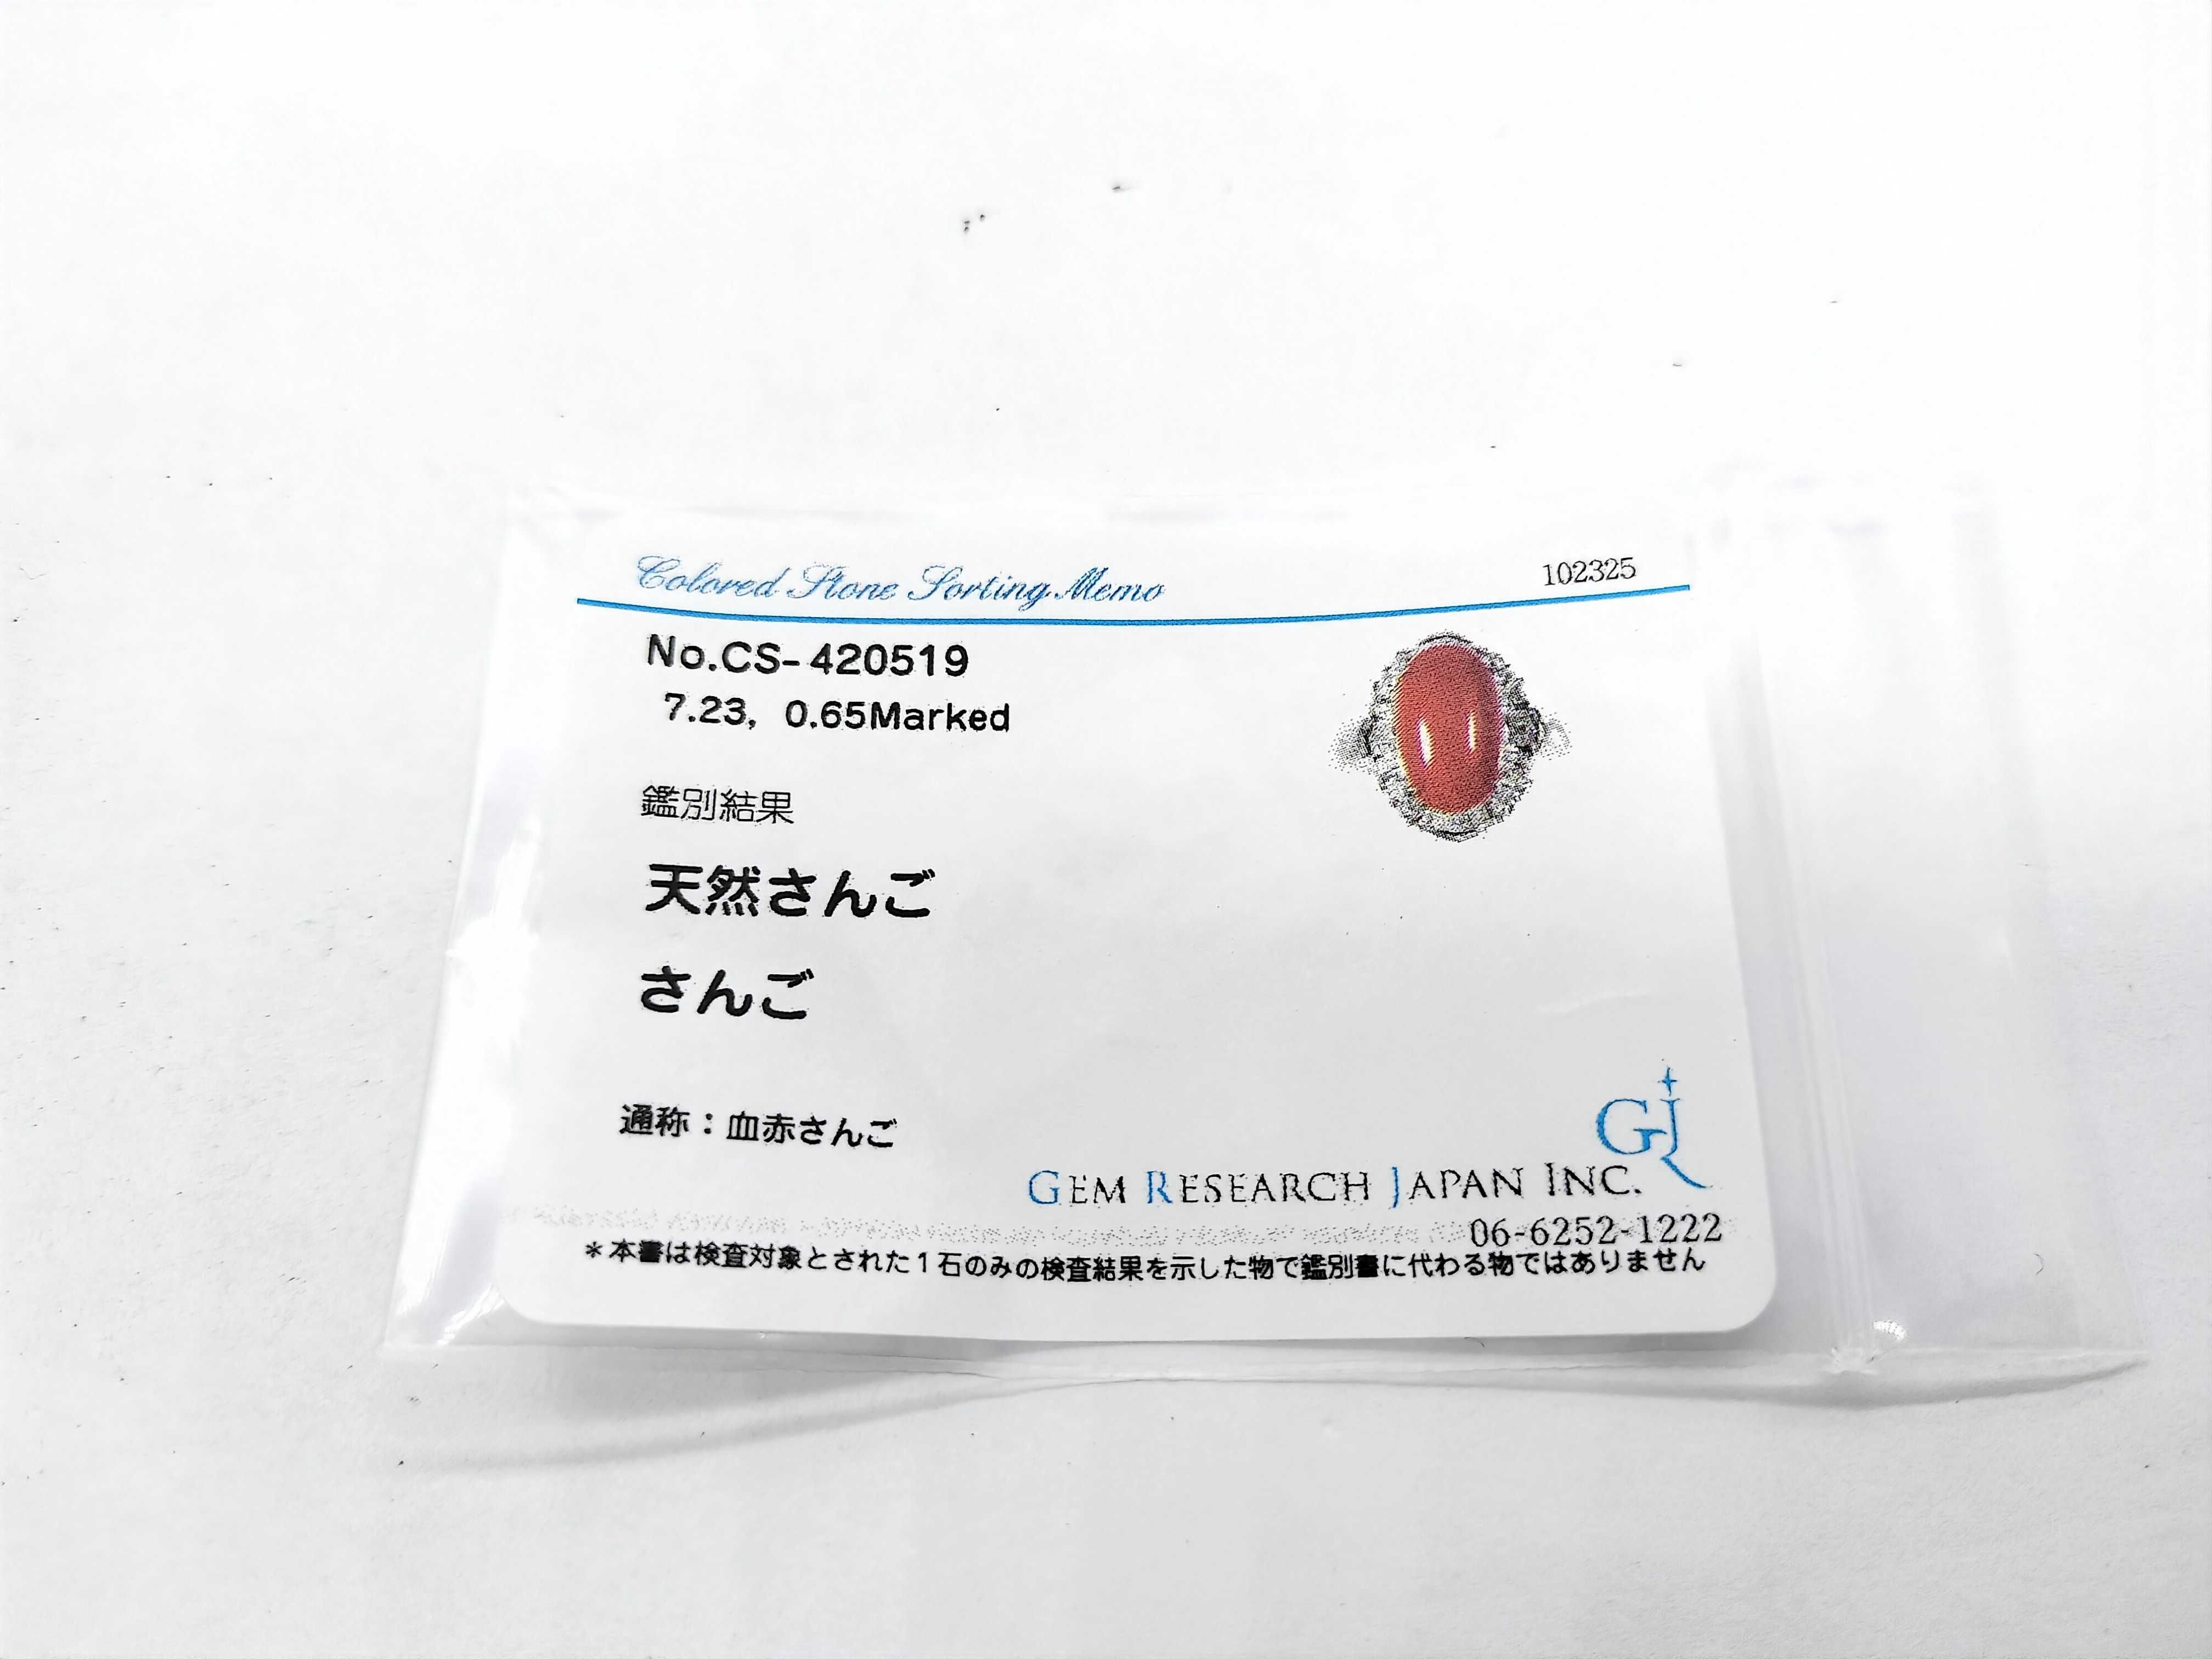 Colored Stone Sorting Memo
102325
No.CS-420519
7.23, 0.65Marked
鑑別結果
天然さんご
さんご
通称：血赤さんご
GJ
GEM RESEARCH JAPAN INC.
06-6252-1222
＊本書は検査対象とされた1石のみの検査結果を示した物で鑑別書に代わる物ではありません